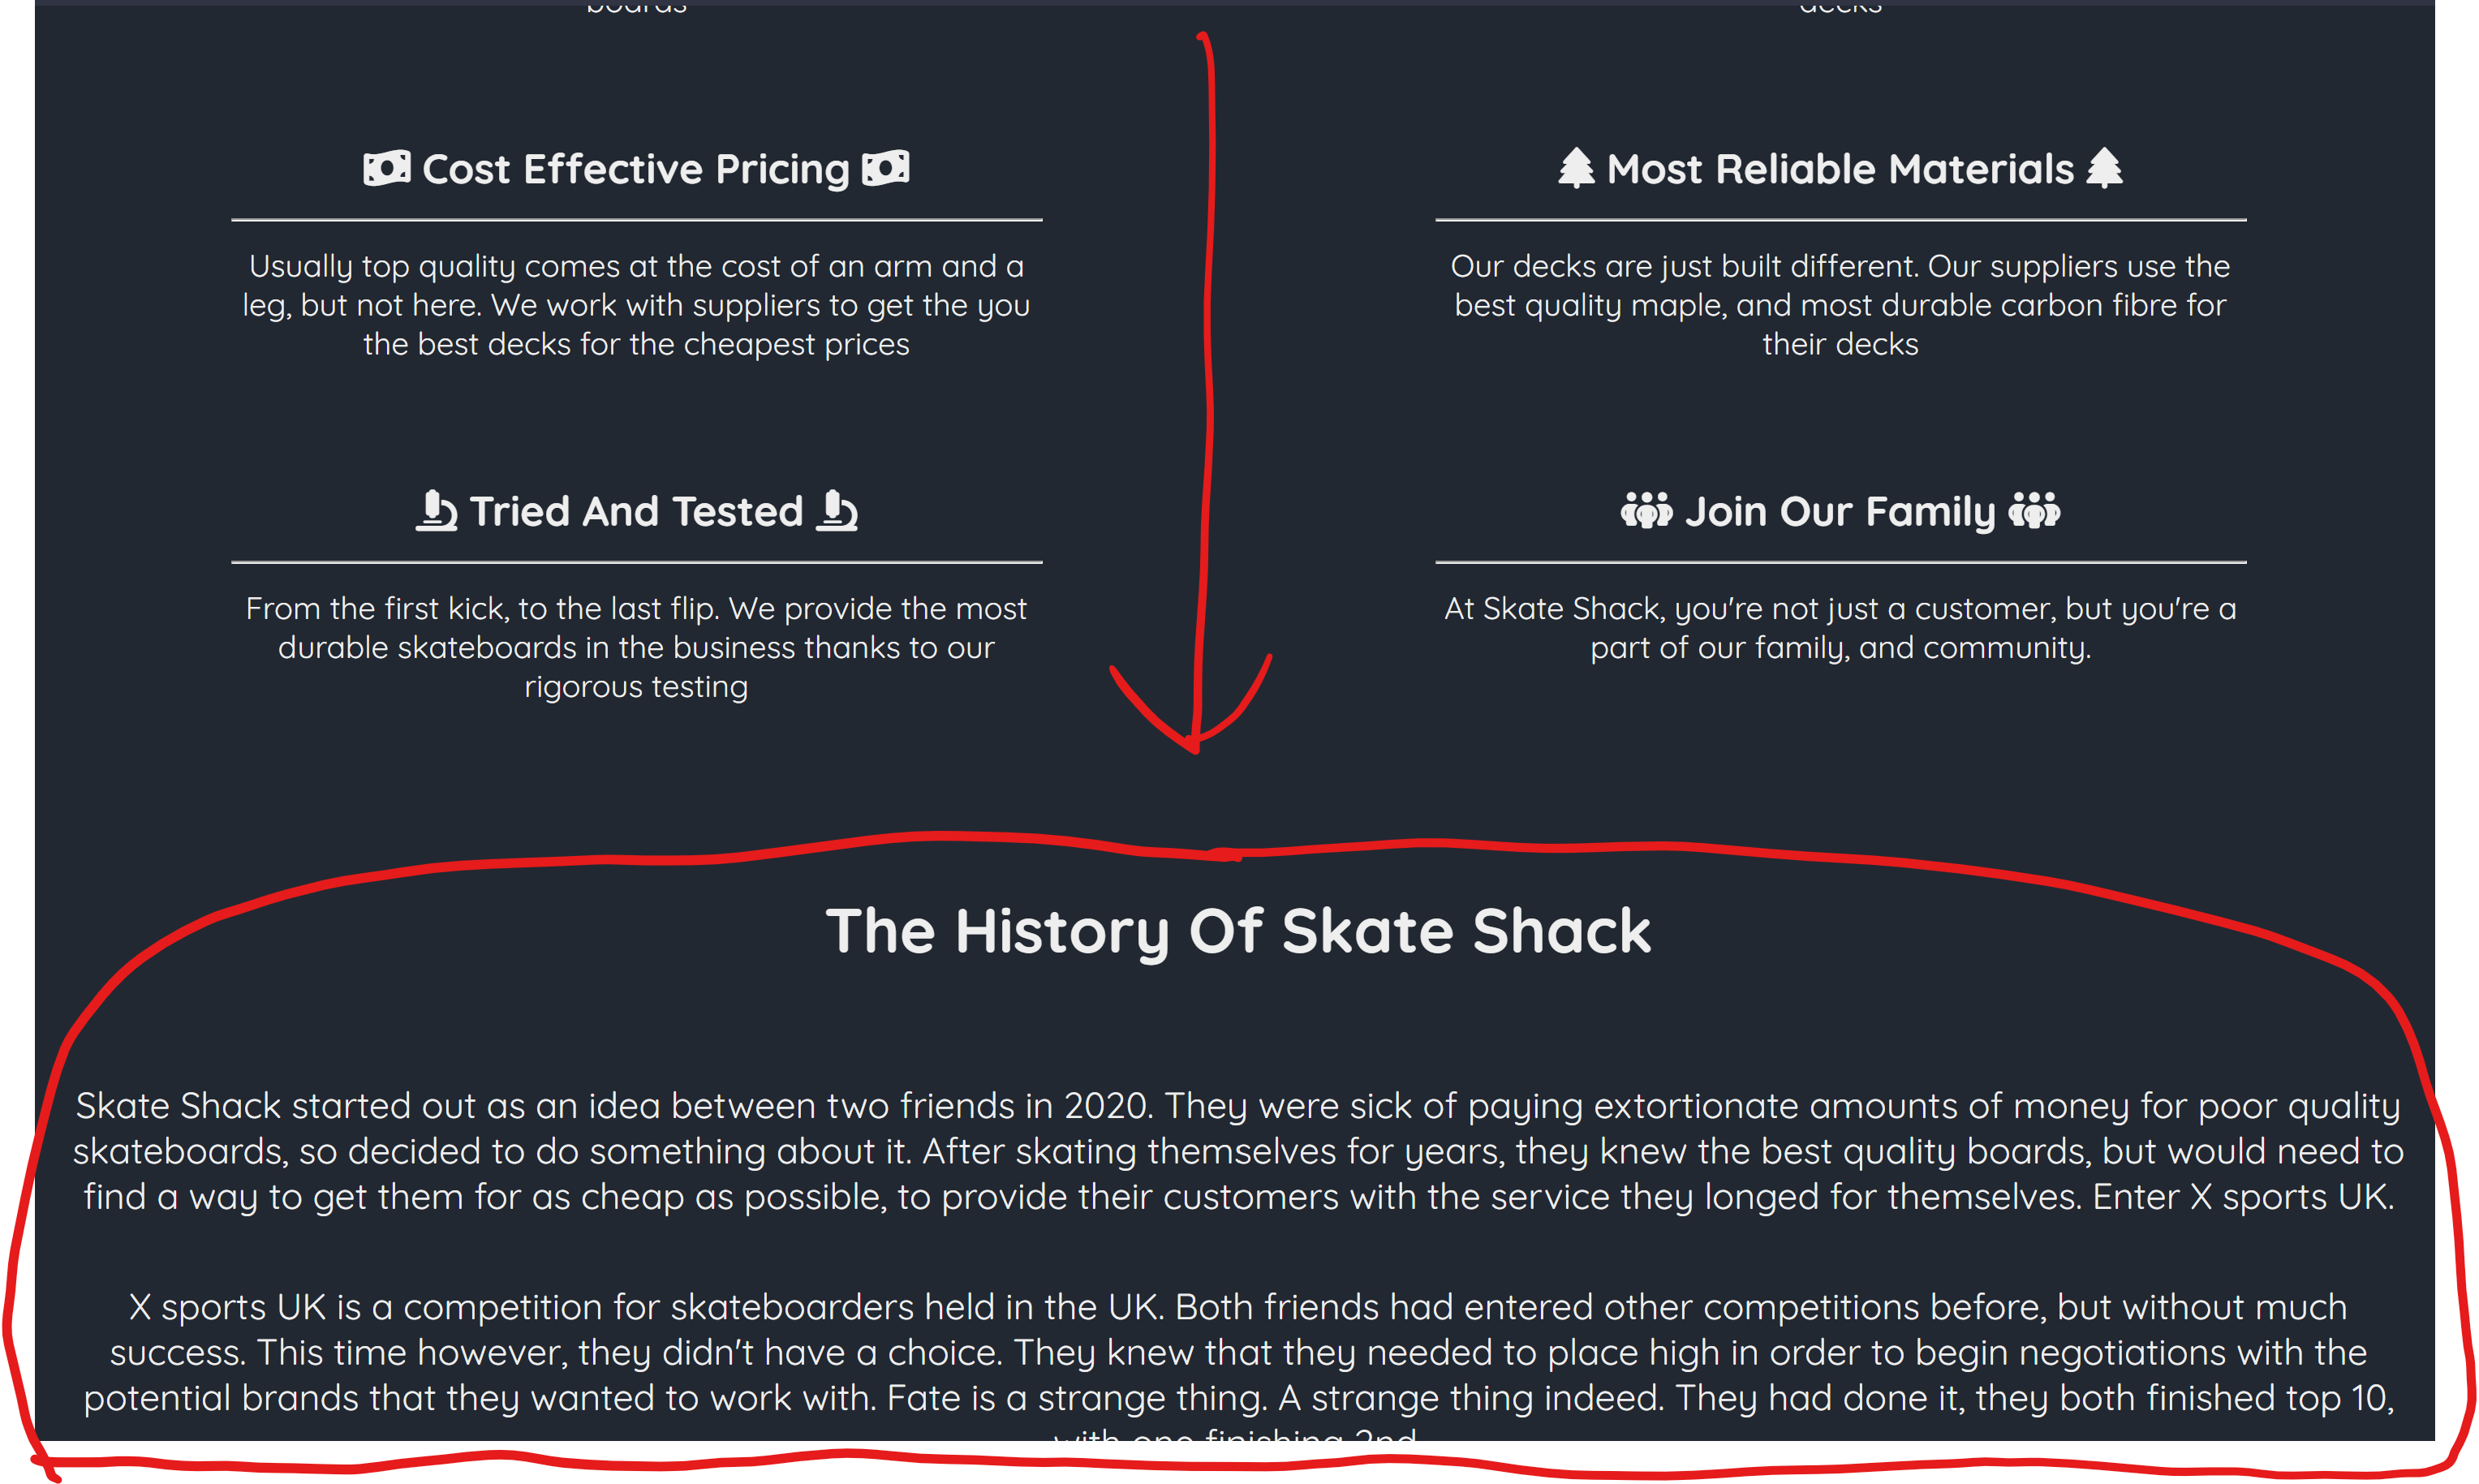 boards
decks
Cost Effective Pricing
Usually top quality comes at the cost of an arm and a
leg, but not here. We work with suppliers to get the you
the best decks for the cheapest prices
Most Reliable Materials
Our decks are just built different. Our suppliers use the
best quality maple, and most durable carbon fibre for
their decks
Tried And Tested
From the first kick, to the last flip. We provide the most
durable skateboards in the business thanks to our
rigorous testing
Join Our Family
At Skate Shack, you're not just a customer, but you're a
part of our family, and community.
The History Of Skate Shack
Skate Shack started out as an idea between two friends in 2020. They were sick of paying extortionate amounts of money for poor quality
skateboards, so decided to do something about it. After skating themselves for years, they knew the best quality boards, but would need to
find a way to get them for as cheap as possible, to provide their customers with the service they longed for themselves. Enter X sports UK.
X sports UK is a competition for skateboarders held in the UK. Both friends had entered other competitions before, but without much
success. This time however, they didn't have a choice. They knew that they needed to place high in order to begin negotiations with the
potential brands that they wanted to work with. Fate is a strange thing. A strange thing indeed. They had done it, they both finished top 10,
with one finishing 2nd